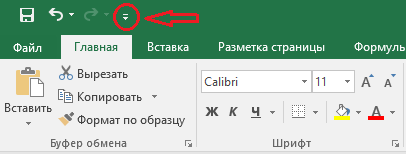 Файл Главная Вставка Разметка страницы Формулы
Вырезать
Calibri 11 А А
Вставить Копировать
Формат по образцу Ж К Ч А
Буфер обмена Шрифт